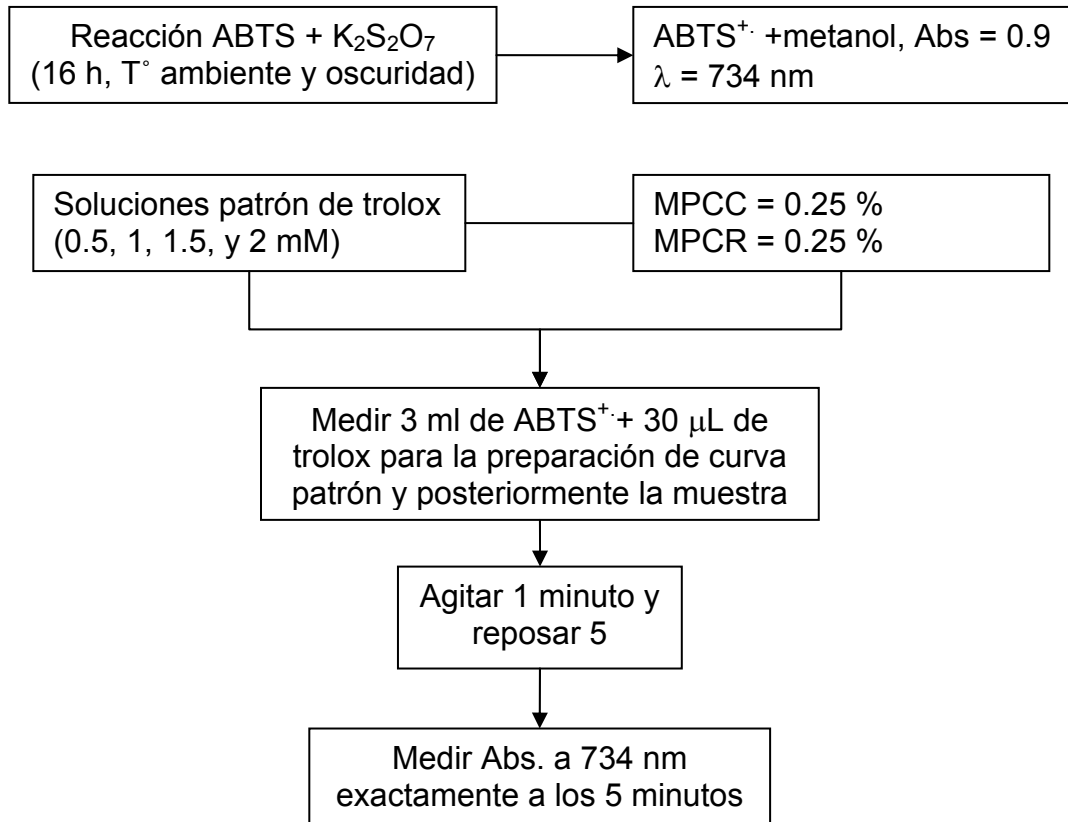 Reacción ABTS + K₂S₂O₇
(16 h, T° ambiente y oscuridad)
ABTS⁺· +metanol, Abs = 0.9
λ = 734 nm
Soluciones patrón de trolox
(0.5, 1, 1.5, y 2 mM)
MPCC = 0.25 %
MPCR = 0.25 %
Medir 3 ml de ABTS⁺·+ 30 μL de
trolox para la preparación de curva
patrón y posteriormente la muestra
Agitar 1 minuto y
reposar 5
Medir Abs. a 734 nm
exactamente a los 5 minutos